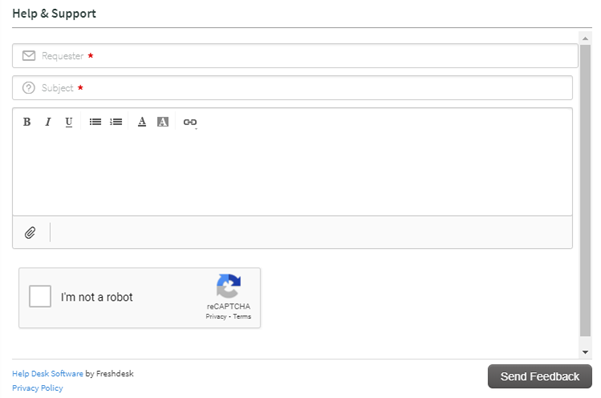 Help & Support
Requester *
Subject *
B I U A A
I'm not a robot
reCAPTCHA
Privacy - Terms
Help Desk Software by Freshdesk
Privacy Policy
Send Feedback